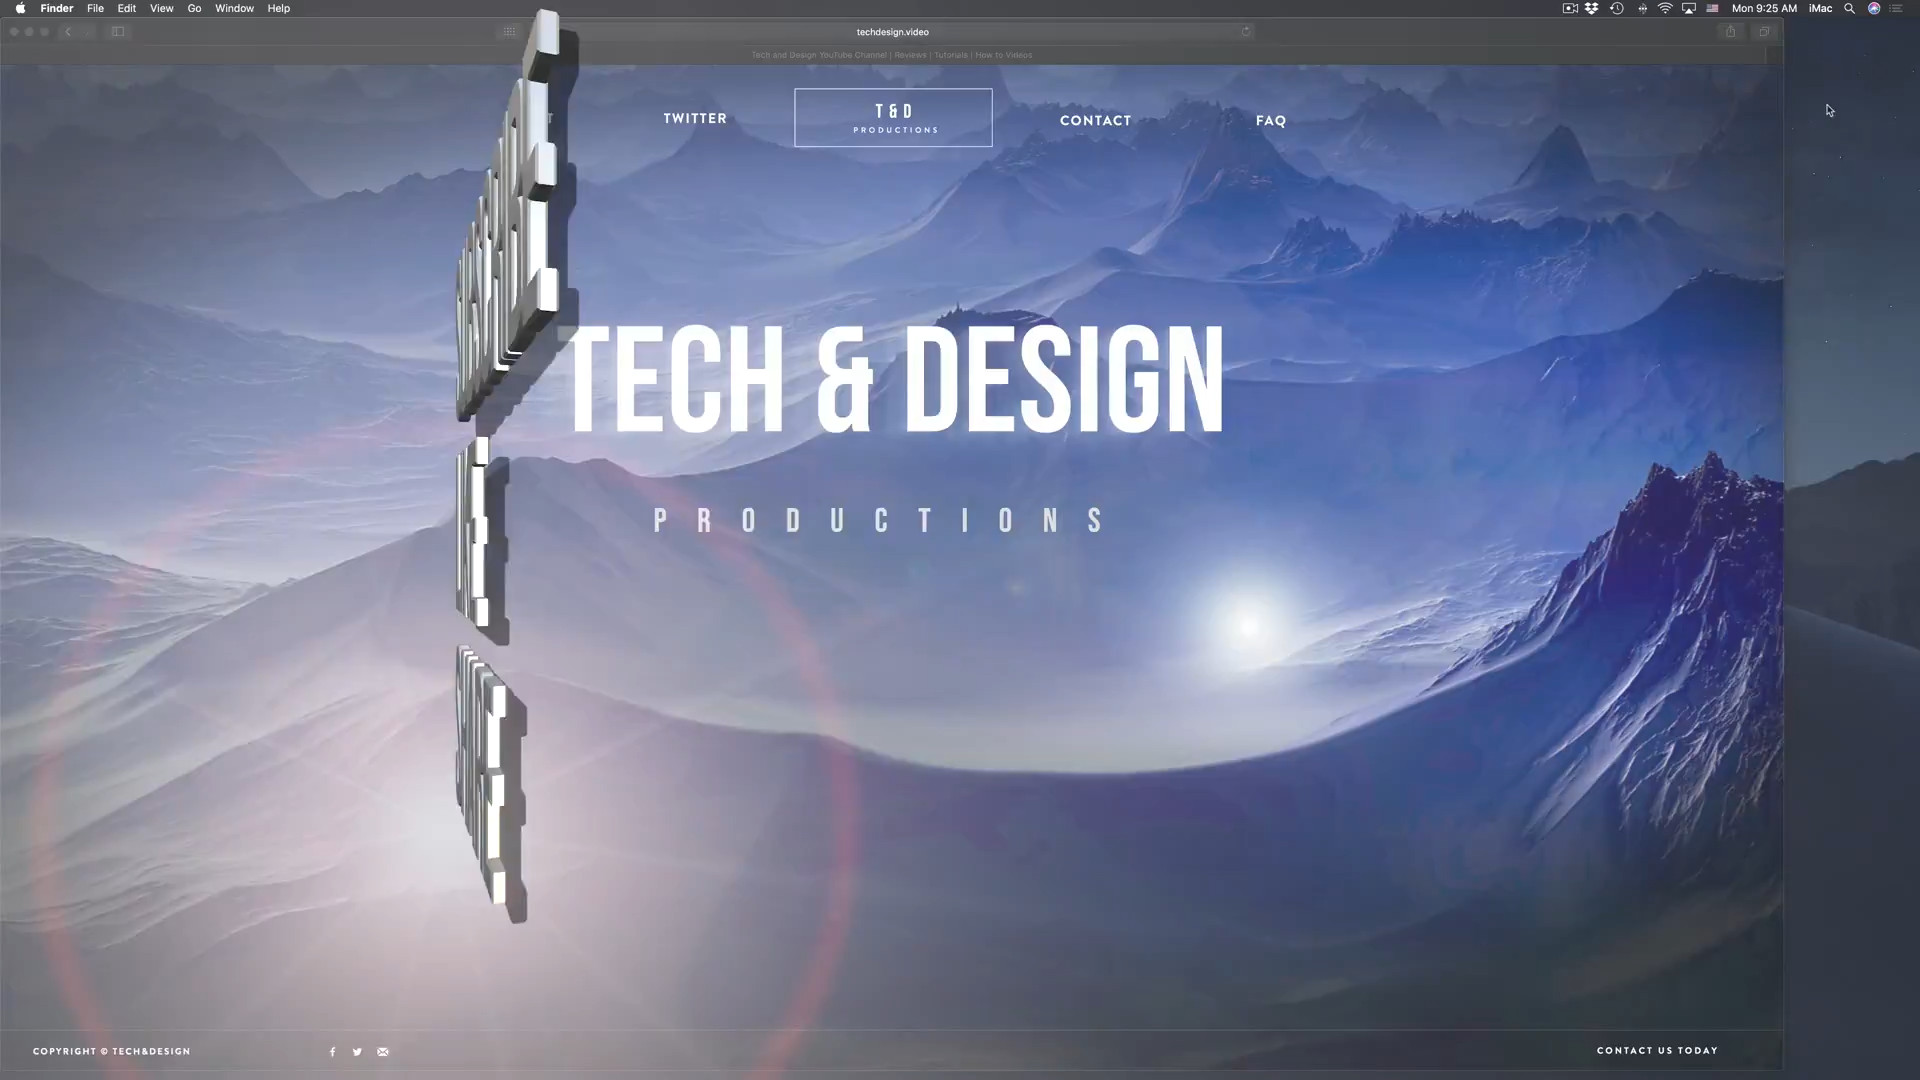 Finder File Edit View Go Window Help
Mon 9:25 AM iMac
techdesign.video
Tech and Design YouTube Channel | Reviews | Tutorials | How to Videos
TWITTER
T & D
PRODUCTIONS
CONTACT
FAQ
TECH & DESIGN
PRODUCTIONS
COPYRIGHT © TECH&DESIGN
CONTACT US TODAY